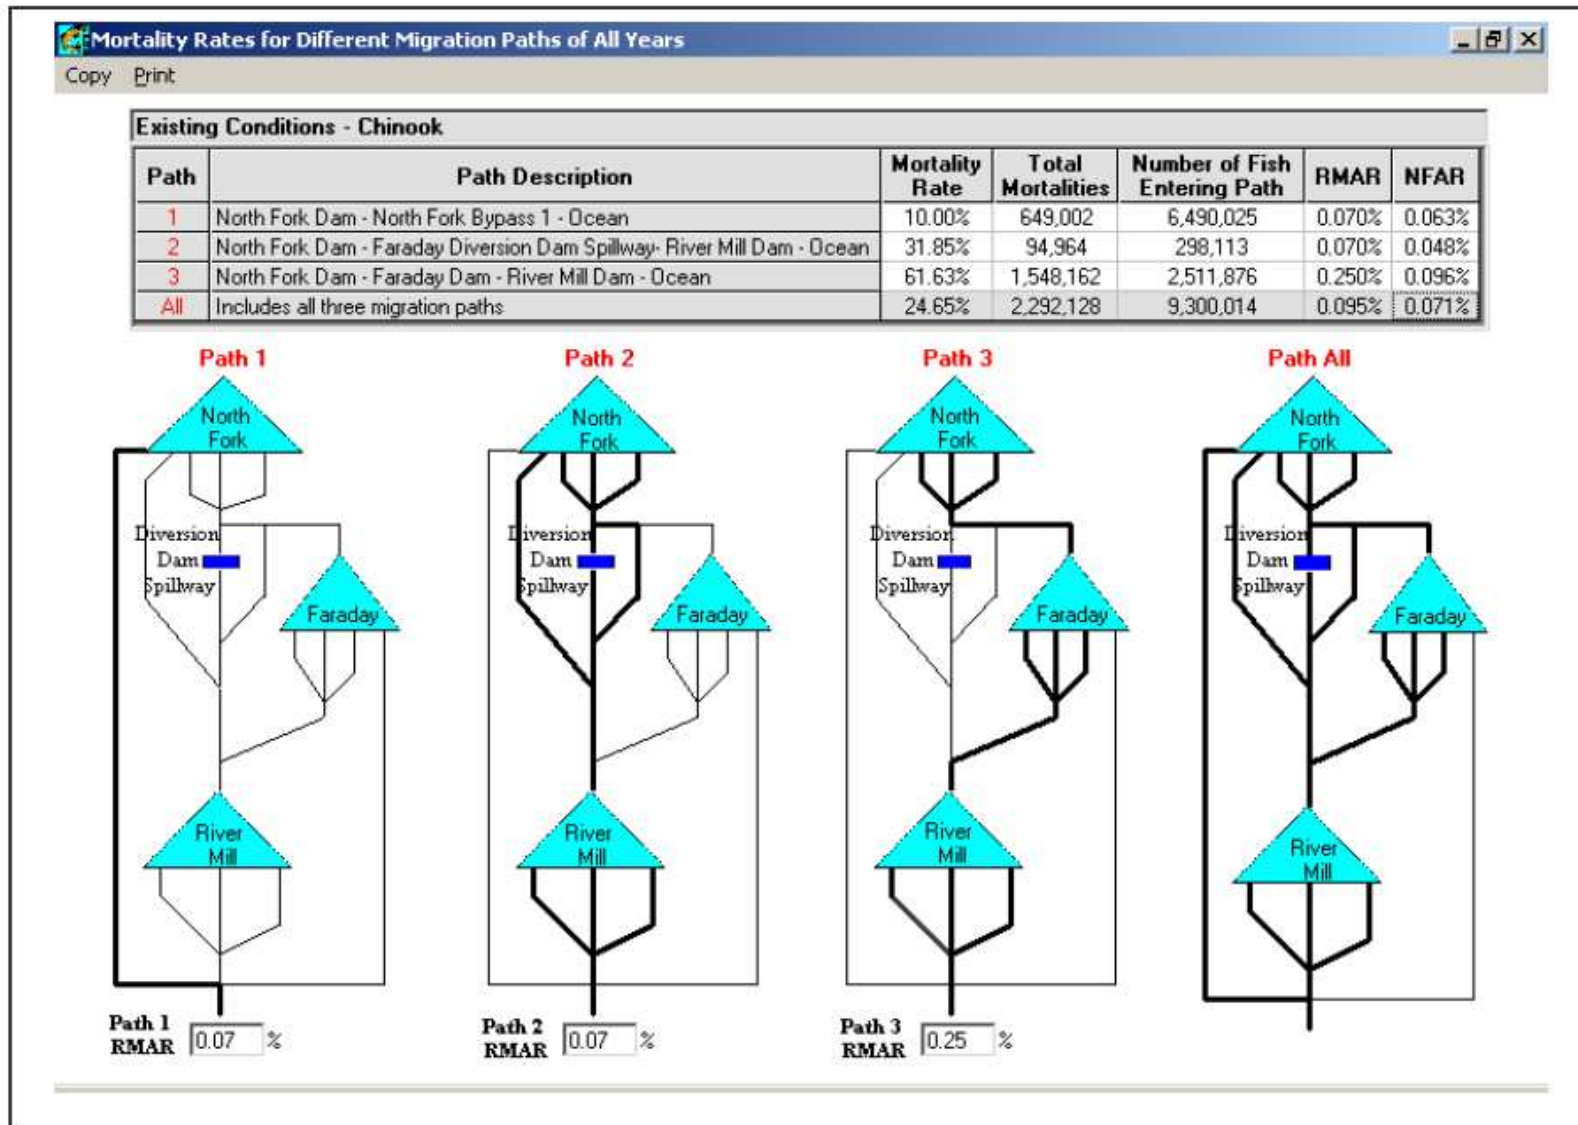 Mortality Rates for Different Migration Paths of All Years
Copy Print
Existing Conditions - Chinook
Path Path Description Mortality Rate Total Mortalities Number of Fish Entering Path RMAR NFAR
1 North Fork Dam - North Fork Bypass 1 - Ocean 10.00% 649,002 6,490,025 0.070% 0.063%
2 North Fork Dam - Faraday Diversion Dam Spillway- River Mill Dam - Ocean 31.85% 94,964 298,113 0.070% 0.048%
3 North Fork Dam - Faraday Dam - River Mill Dam - Ocean 61.63% 1,548,162 2,511,876 0.250% 0.096%
All Includes all three migration paths 24.65% 2,292,128 9,300,014 0.095% 0.071%
Path 1 Path 2 Path 3 Path All
North North North North
Fork Fork Fork Fork
Diversion Diversion Diversion Diversion
Dam Dam Dam Dam
Spillway Spillway Spillway Spillway
Faraday Faraday Faraday Faraday
River River River River
Mill Mill Mill Mill
Path 1 Path 2 Path 3
RMAR 0.07 % RMAR 0.07 % RMAR 0.25 %